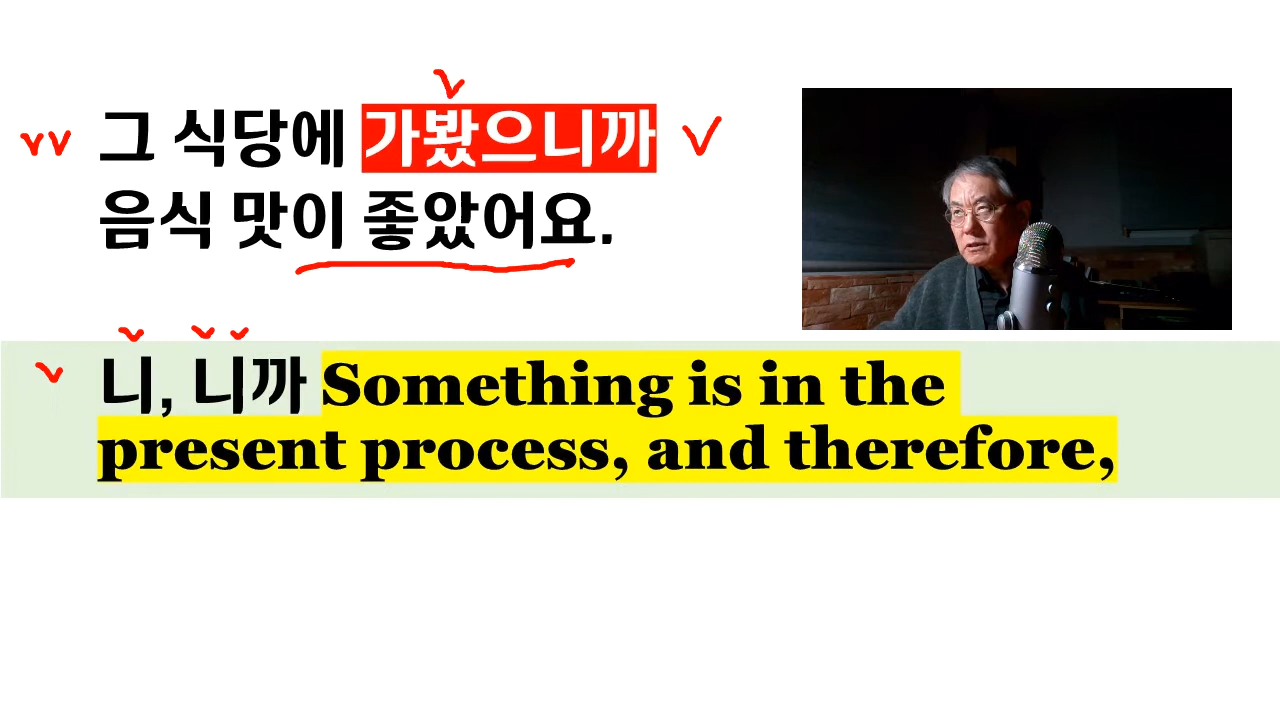 그 식당에 가봤으니까
음식 맛이 좋았어요.
니, 니까 Something is in the
present process, and therefore,